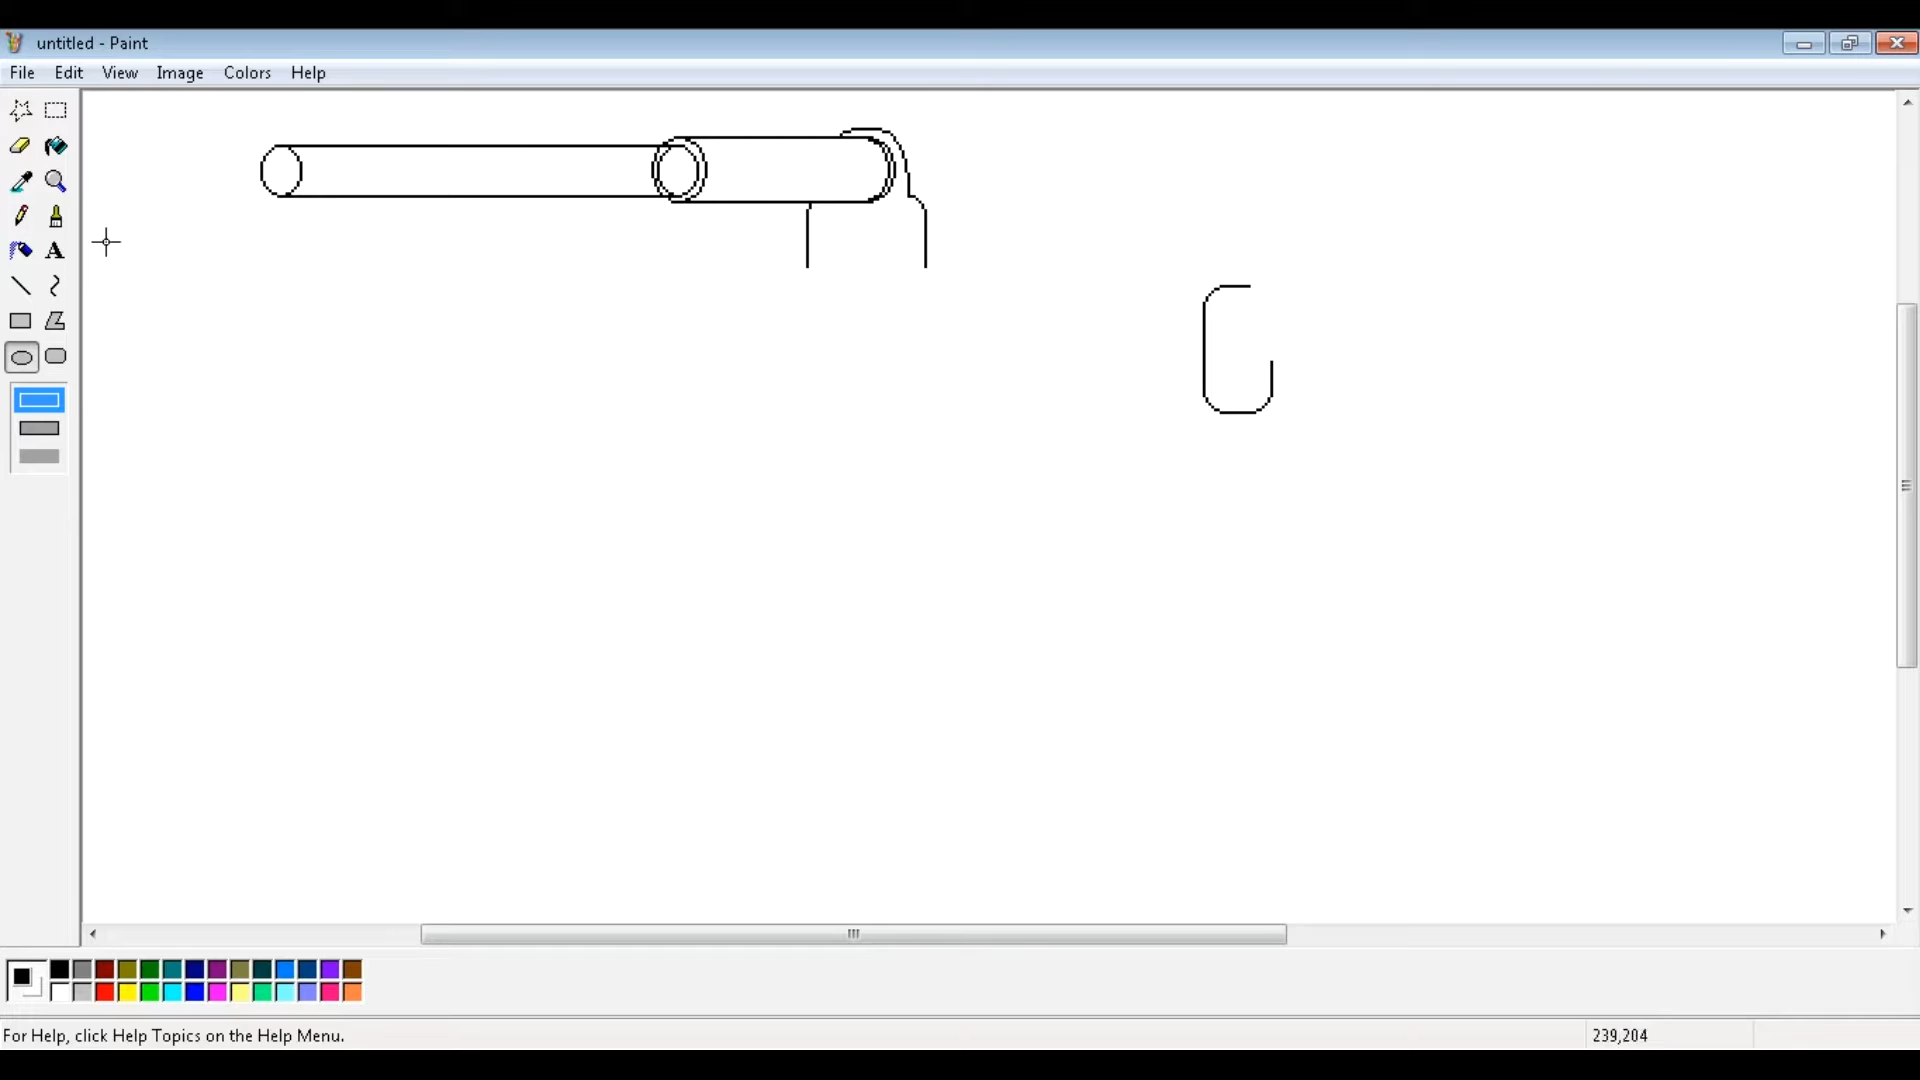 untitled - Paint
File Edit View Image Colors Help
A
For Help, click Help Topics on the Help Menu.
239,204